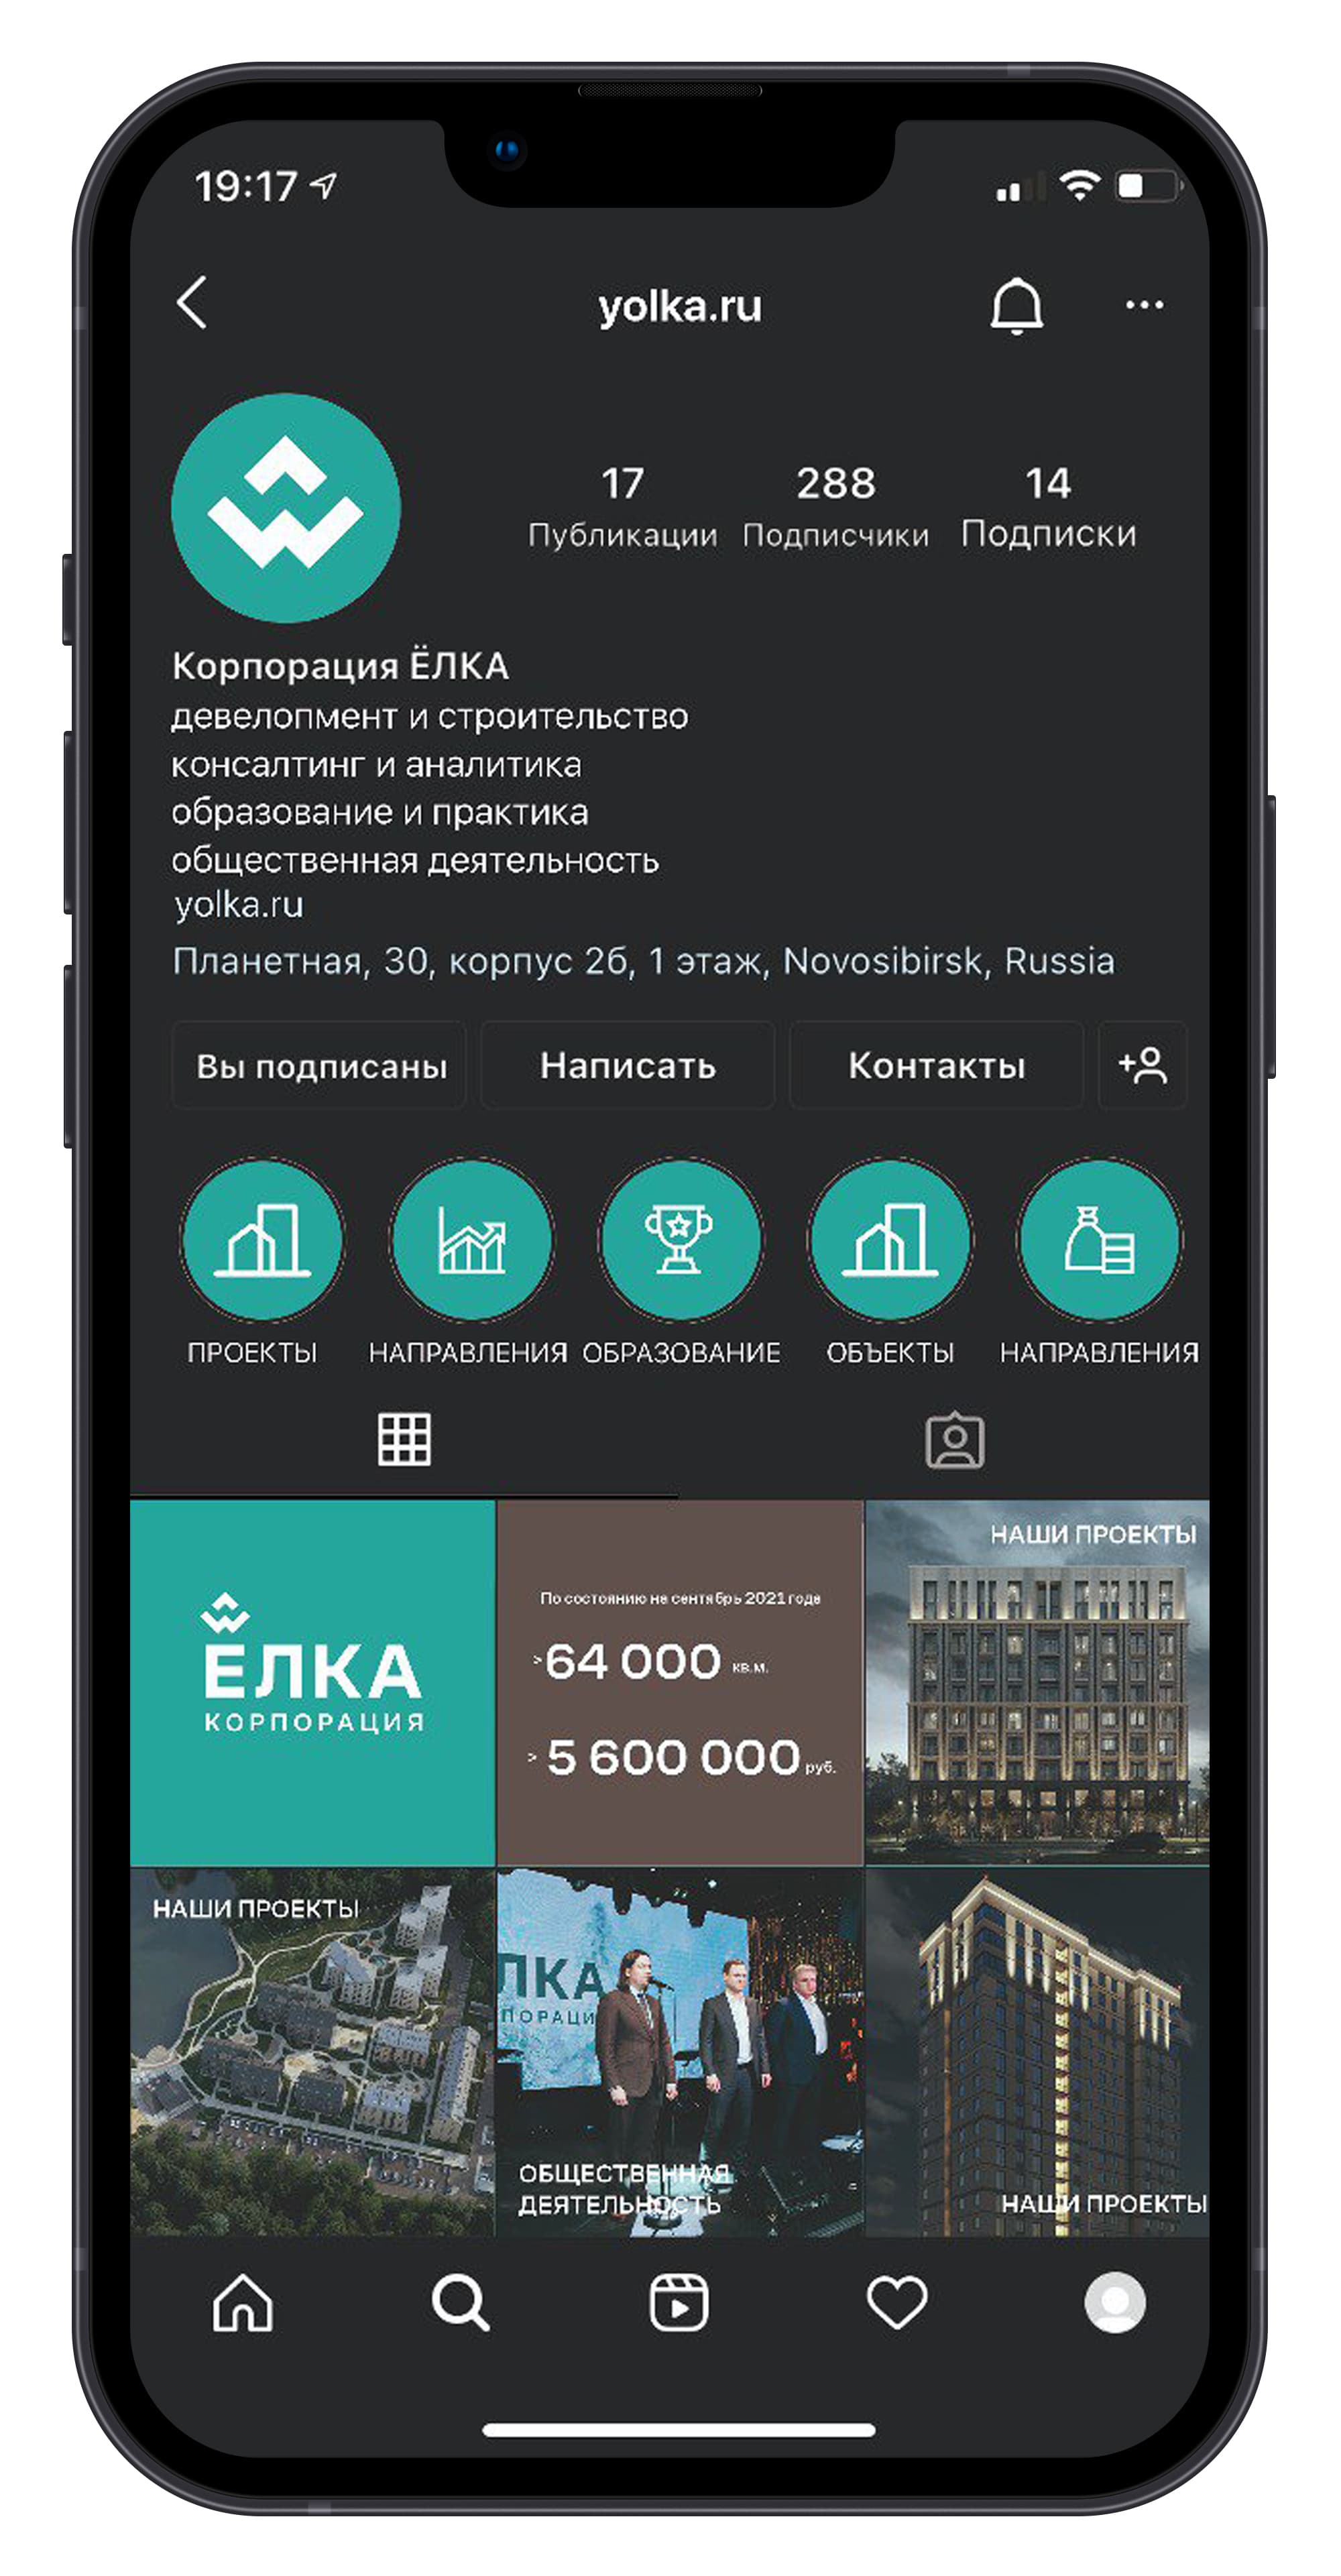 19:17
yolka.ru
17 288 14
Публикации Подписчики Подписки
Корпорация ЁЛКА
девелопмент и строительство
консалтинг и аналитика
образование и практика
общественная деятельность
yolka.ru
Планетная, 30, корпус 2б, 1 этаж, Novosibirsk, Russia
Вы подписаны Написать Контакты
ПРОЕКТЫ НАПРАВЛЕНИЯ ОБРАЗОВАНИЕ ОБЪЕКТЫ НАПРАВЛЕНИЯ
ЕЛКА
КОРПОРАЦИЯ
По состоянию на сентябрь 2021 года
>64 000 кв.м.
> 5 600 000 руб.
НАШИ ПРОЕКТЫ
НАШИ ПРОЕКТЫ
ЛКА
ПОРАЦИ
ОБЩЕСТВЕННАЯ
ДЕЯТЕЛЬНОСТЬ
НАШИ ПРОЕКТЫ